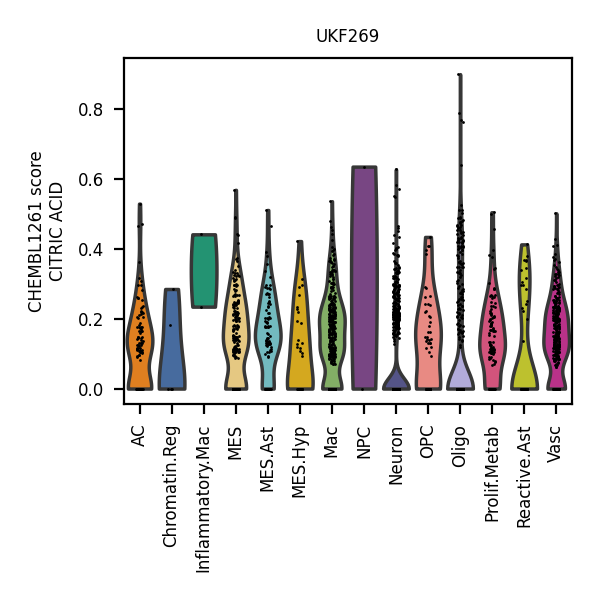 UKF269
CHEMBL1261 score
CITRIC ACID
0.8
0.6
0.4
0.2
0.0
AC
Chromatin.Reg
Inflammatory.Mac
MES
MES.Ast
MES.Hyp
Mac
NPC
Neuron
OPC
Oligo
Prolif.Metab
Reactive.Ast
Vasc